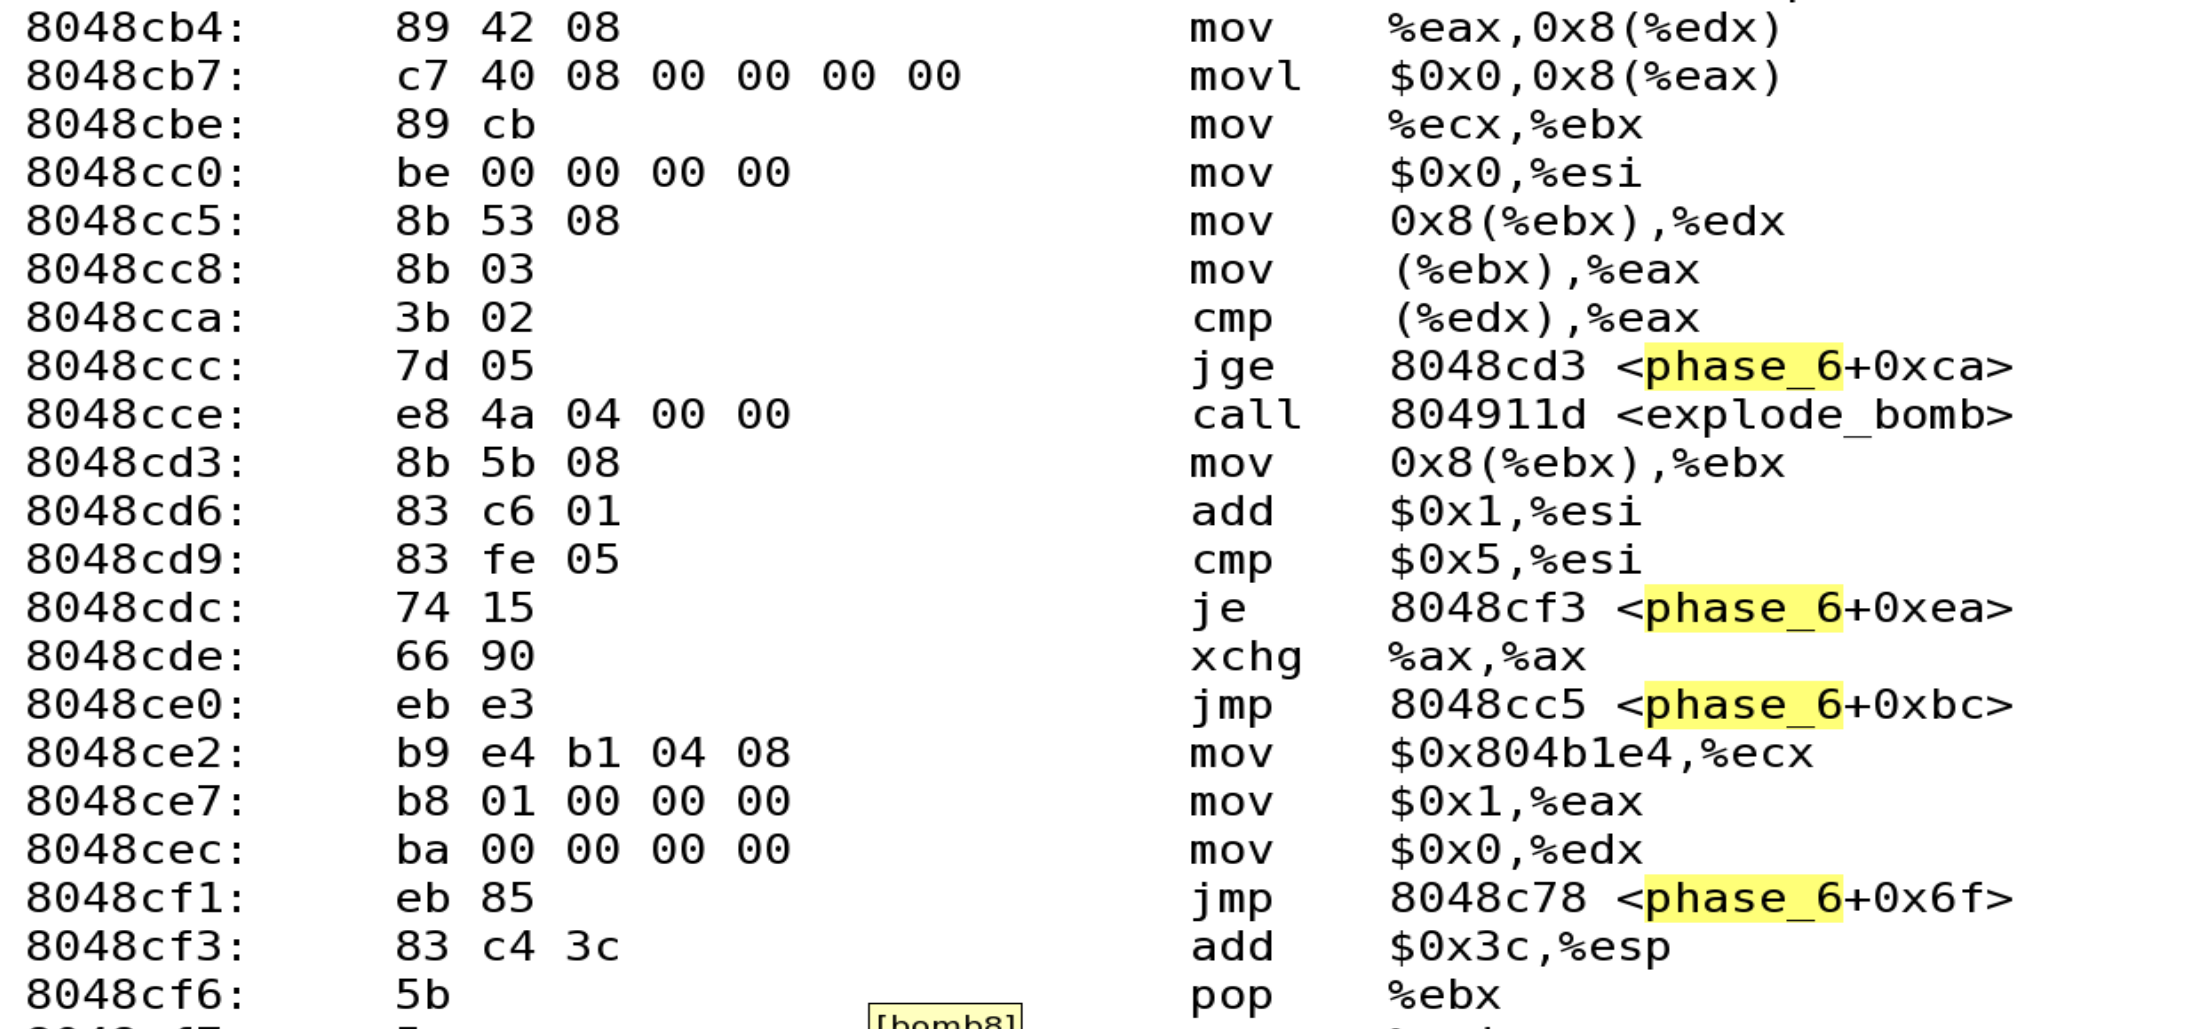 8048cb4: 89 42 08 mov %eax,0x8(%edx)
8048cb7: c7 40 08 00 00 00 00 movl $0x0,0x8(%eax)
8048cbe: 89 cb mov %ecx,%ebx
8048cc0: be 00 00 00 00 mov $0x0,%esi
8048cc5: 8b 53 08 mov 0x8(%ebx),%edx
8048cc8: 8b 03 mov (%ebx),%eax
8048cca: 3b 02 cmp (%edx),%eax
8048ccc: 7d 05 jge 8048cd3 <phase_6+0xca>
8048cce: e8 4a 04 00 00 call 804911d <explode_bomb>
8048cd3: 8b 5b 08 mov 0x8(%ebx),%ebx
8048cd6: 83 c6 01 add $0x1,%esi
8048cd9: 83 fe 05 cmp $0x5,%esi
8048cdc: 74 15 je 8048cf3 <phase_6+0xea>
8048cde: 66 90 xchg %ax,%ax
8048ce0: eb e3 jmp 8048cc5 <phase_6+0xbc>
8048ce2: b9 e4 b1 04 08 mov $0x804b1e4,%ecx
8048ce7: b8 01 00 00 00 mov $0x1,%eax
8048cec: ba 00 00 00 00 mov $0x0,%edx
8048cf1: eb 85 jmp 8048c78 <phase_6+0x6f>
8048cf3: 83 c4 3c add $0x3c,%esp
8048cf6: 5b pop %ebx
[bomb8]